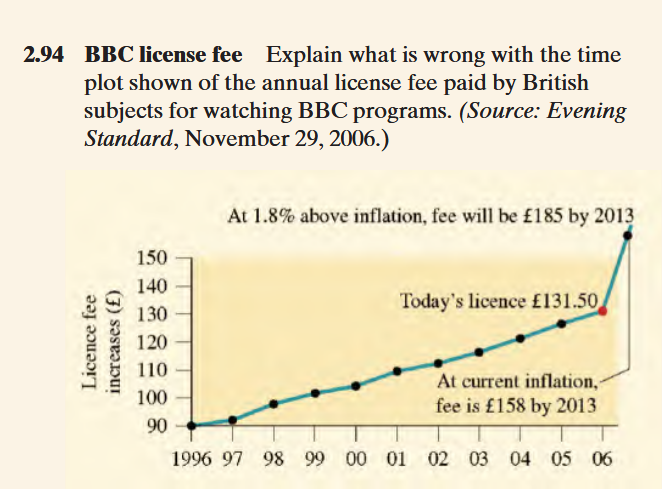 2.94 BBC license fee Explain what is wrong with the time
plot shown of the annual license fee paid by British
subjects for watching BBC programs. (Source: Evening
Standard, November 29, 2006.)
At 1.8% above inflation, fee will be £185 by 2013
Licence fee
increases (£)
150
140
130
120
110
100
90
Today's licence £131.50
At current inflation,
fee is £158 by 2013
1996 97 98 99 00 01 02 03 04 05 06